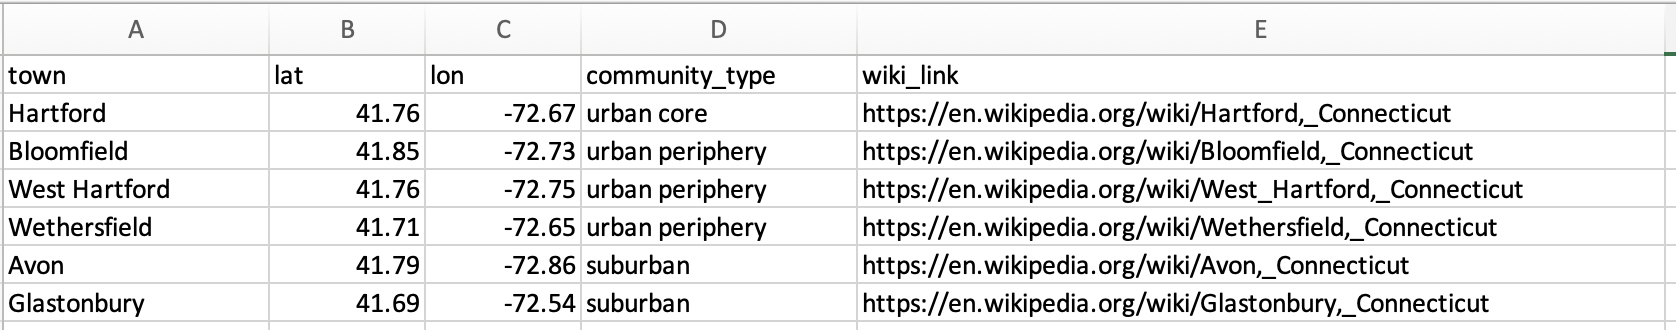 A B C D E
town lat lon community_type wiki_link
Hartford 41.76 -72.67 urban core https://en.wikipedia.org/wiki/Hartford,_Connecticut
Bloomfield 41.85 -72.73 urban periphery https://en.wikipedia.org/wiki/Bloomfield,_Connecticut
West Hartford 41.76 -72.75 urban periphery https://en.wikipedia.org/wiki/West_Hartford,_Connecticut
Wethersfield 41.71 -72.65 urban periphery https://en.wikipedia.org/wiki/Wethersfield,_Connecticut
Avon 41.79 -72.86 suburban https://en.wikipedia.org/wiki/Avon,_Connecticut
Glastonbury 41.69 -72.54 suburban https://en.wikipedia.org/wiki/Glastonbury,_Connecticut